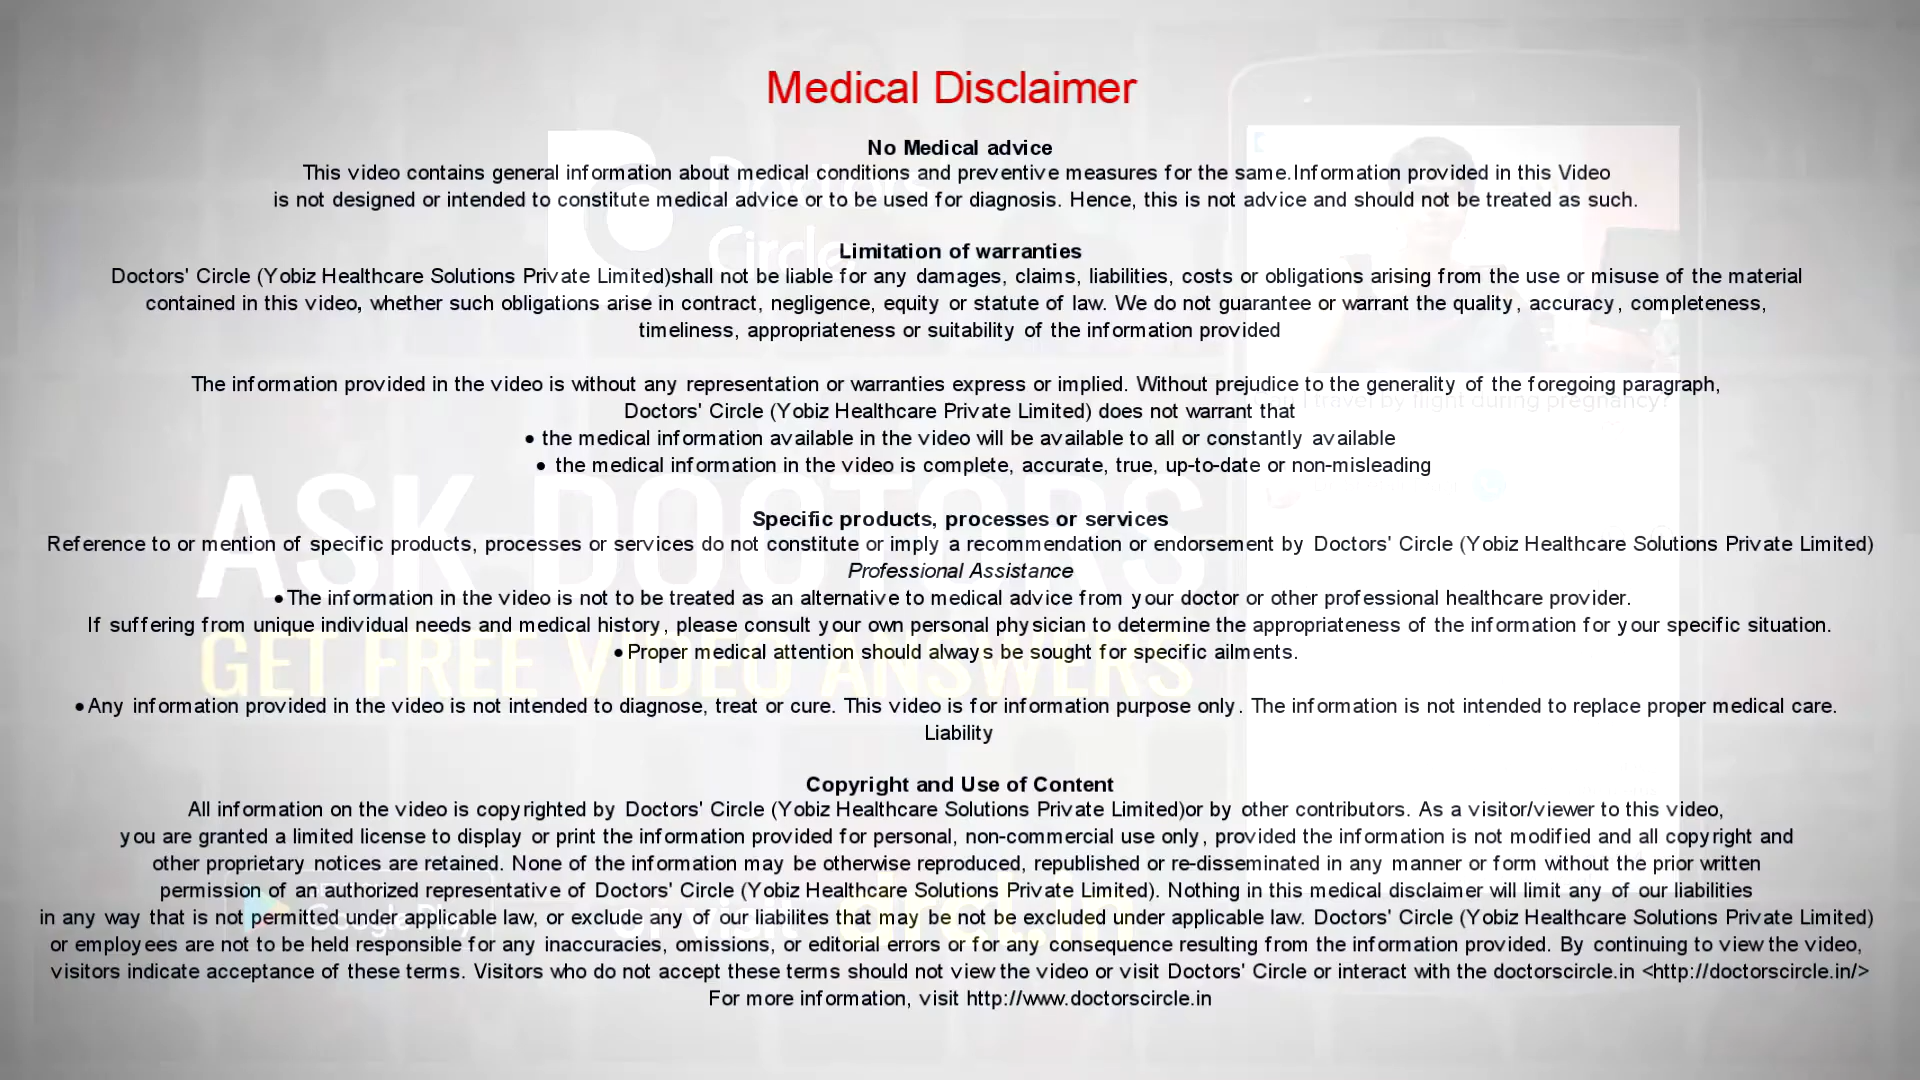 Medical Disclaimer
No Medical advice
This video contains general information about medical conditions and preventive measures for the same.Information provided in this Video
is not designed or intended to constitute medical advice or to be used for diagnosis. Hence, this is not advice and should not be treated as such.
Doctors'
Circle
Limitation of warranties
Doctors' Circle (Yobiz Healthcare Solutions Private Limited)shall not be liable for any damages, claims, liabilities, costs or obligations arising from the use or misuse of the material
contained in this video, whether such obligations arise in contract, negligence, equity or statute of law. We do not guarantee or warrant the quality, accuracy, completeness,
timeliness, appropriateness or suitability of the information provided
The information provided in the video is without any representation or warranties express or implied. Without prejudice to the generality of the foregoing paragraph,
Can I travel by flight during pregnancy?
Doctors' Circle (Yobiz Healthcare Private Limited) does not warrant that
• the medical information available in the video will be available to all or constantly available
• the medical information in the video is complete, accurate, true, up-to-date or non-misleading
ASK DOCTORS
Specific products, processes or services
Reference to or mention of specific products, processes or services do not constitute or imply a recommendation or endorsement by Doctors' Circle (Yobiz Healthcare Solutions Private Limited)
Professional Assistance
•The information in the video is not to be treated as an alternative to medical advice from your doctor or other professional healthcare provider.
If suffering from unique individual needs and medical history, please consult your own personal physician to determine the appropriateness of the information for your specific situation.
GET FREE VIDEO ANSWERS
•Proper medical attention should always be sought for specific ailments.
•Any information provided in the video is not intended to diagnose, treat or cure. This video is for information purpose only. The information is not intended to replace proper medical care.
Liability
Copyright and Use of Content
All information on the video is copyrighted by Doctors' Circle (Yobiz Healthcare Solutions Private Limited)or by other contributors. As a visitor/viewer to this video,
you are granted a limited license to display or print the information provided for personal, non-commercial use only, provided the information is not modified and all copyright and
other proprietary notices are retained. None of the information may be otherwise reproduced, republished or re-disseminated in any manner or form without the prior written
permission of an authorized representative of Doctors' Circle (Yobiz Healthcare Solutions Private Limited). Nothing in this medical disclaimer will limit any of our liabilities
in any way that is not permitted under applicable law, or exclude any of our liabilites that may be not be excluded under applicable law. Doctors' Circle (Yobiz Healthcare Solutions Private Limited)
Google Play
or visit drcl.in
or employees are not to be held responsible for any inaccuracies, omissions, or editorial errors or for any consequence resulting from the information provided. By continuing to view the video,
visitors indicate acceptance of these terms. Visitors who do not accept these terms should not view the video or visit Doctors' Circle or interact with the doctorscircle.in <http://doctorscircle.in/>
For more information, visit http://www.doctorscircle.in